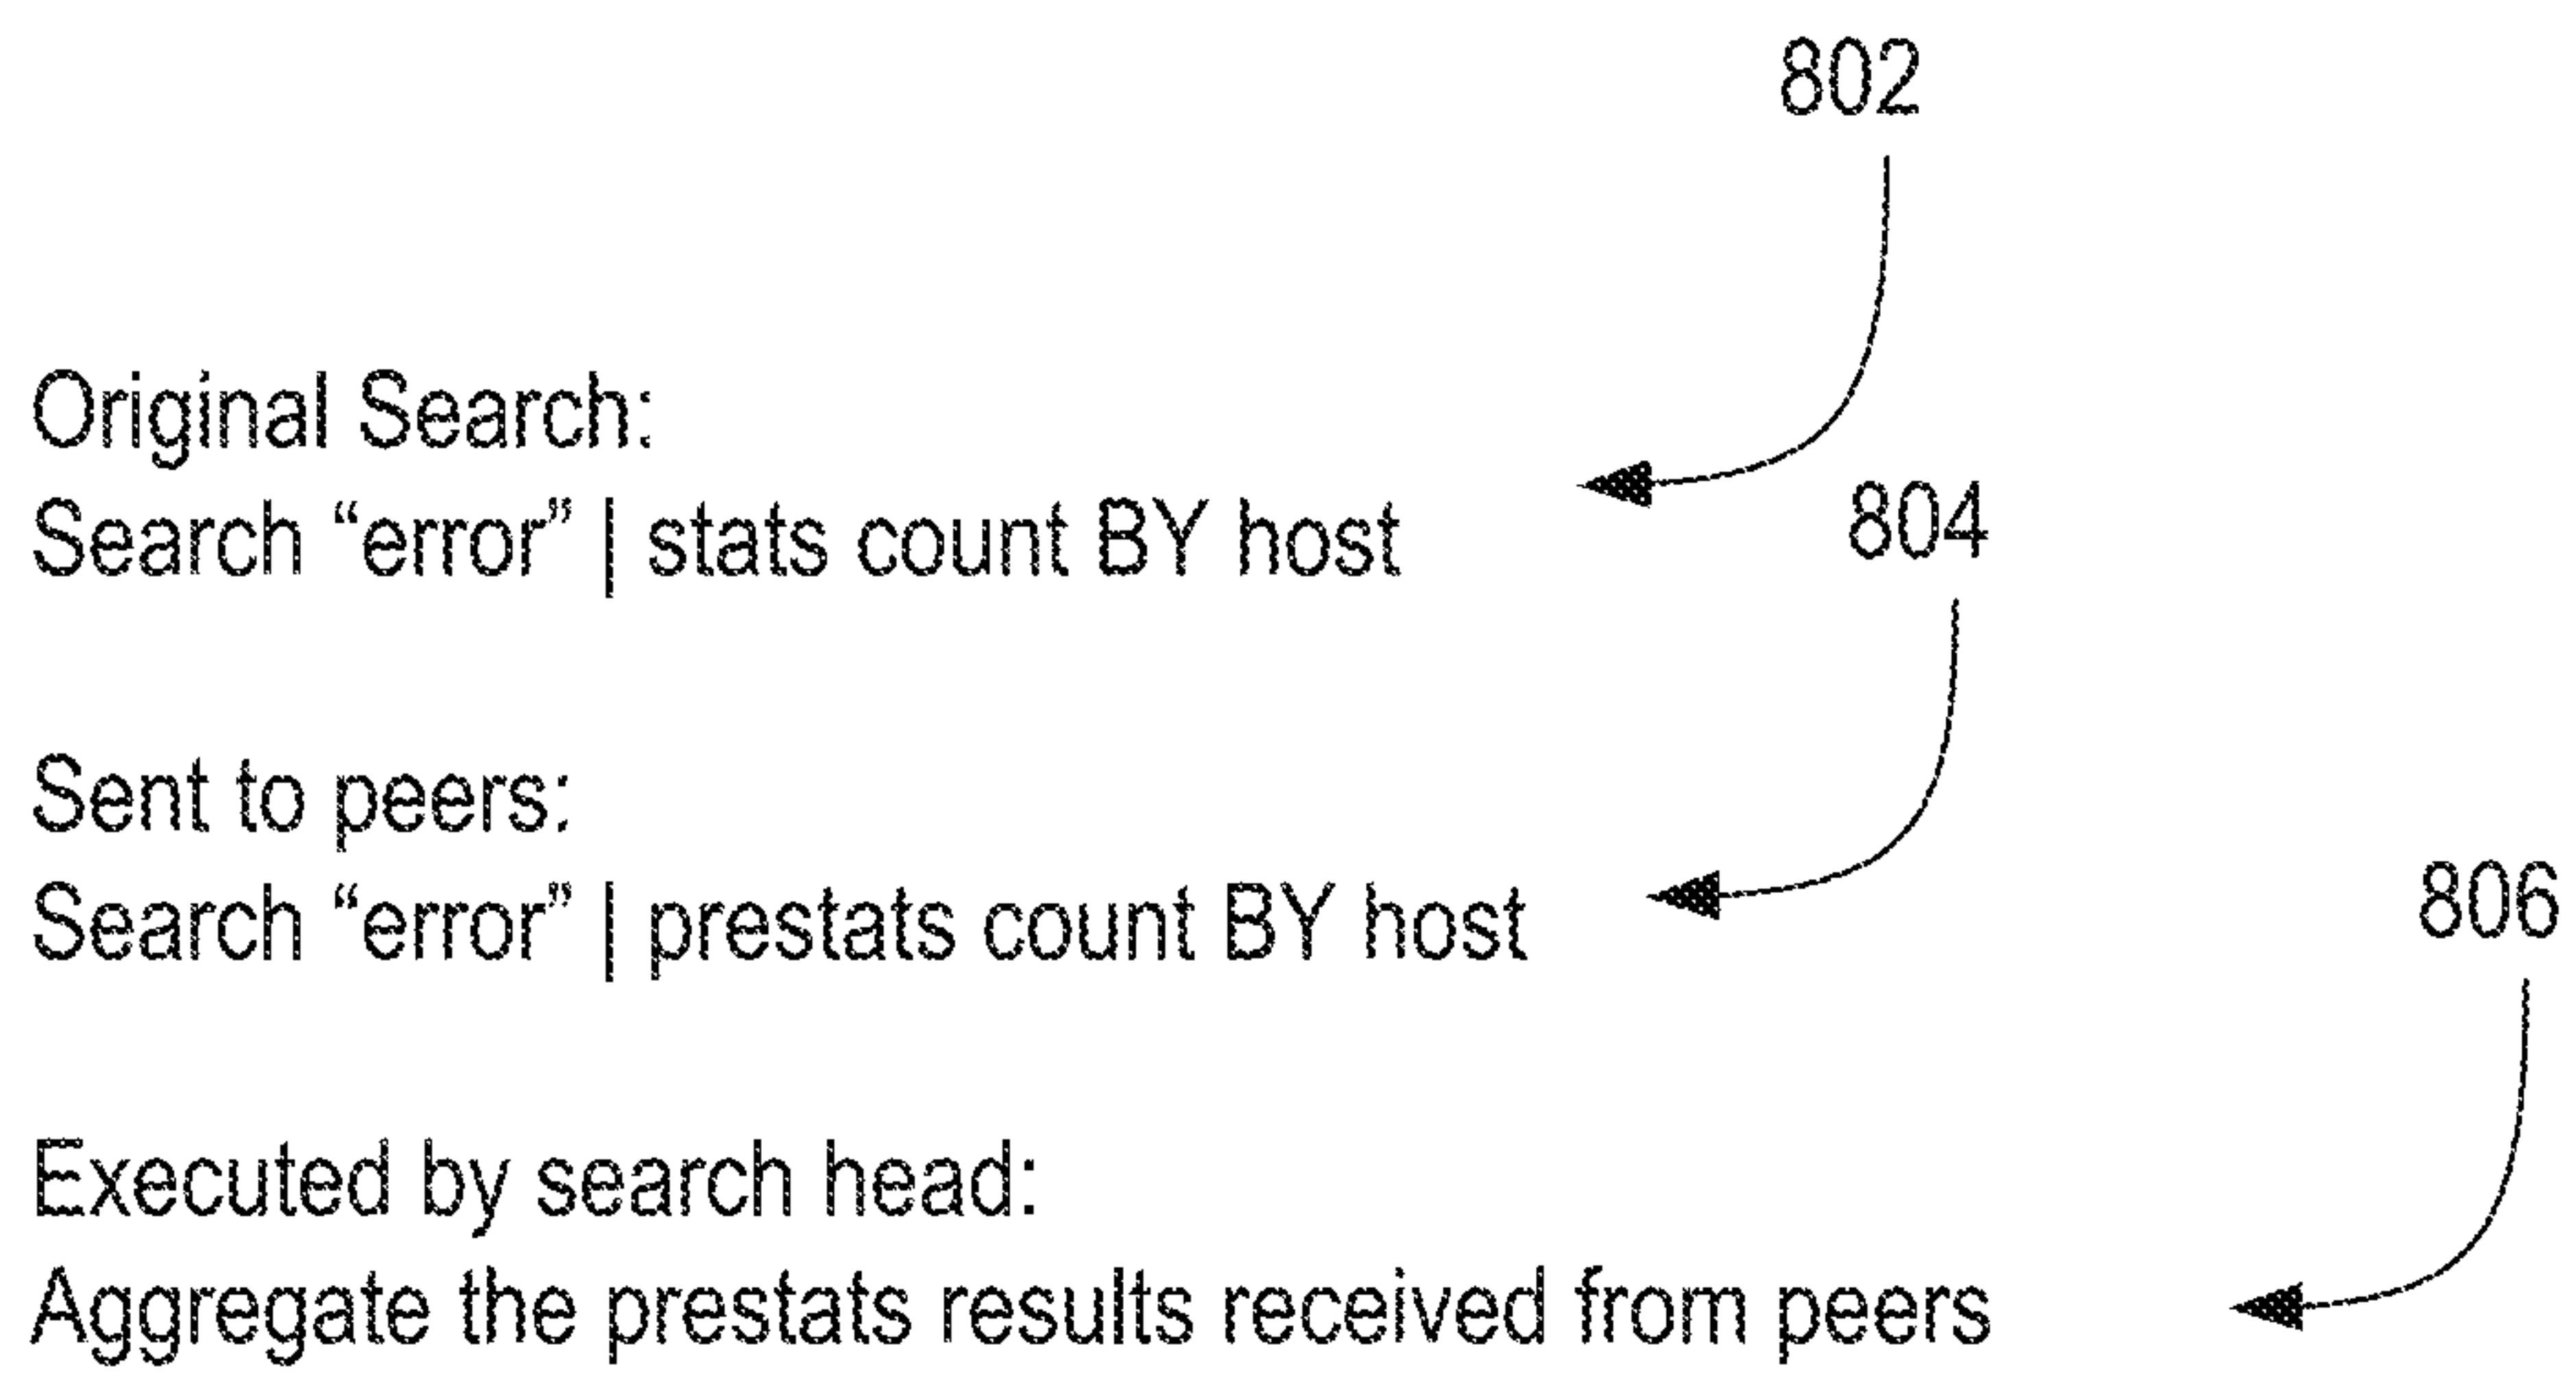 802
Original Search:
Search “error” | stats count BY host
804
Sent to peers:
Search “error” | prestats count BY host
806
Executed by search head:
Aggregate the prestats results received from peers